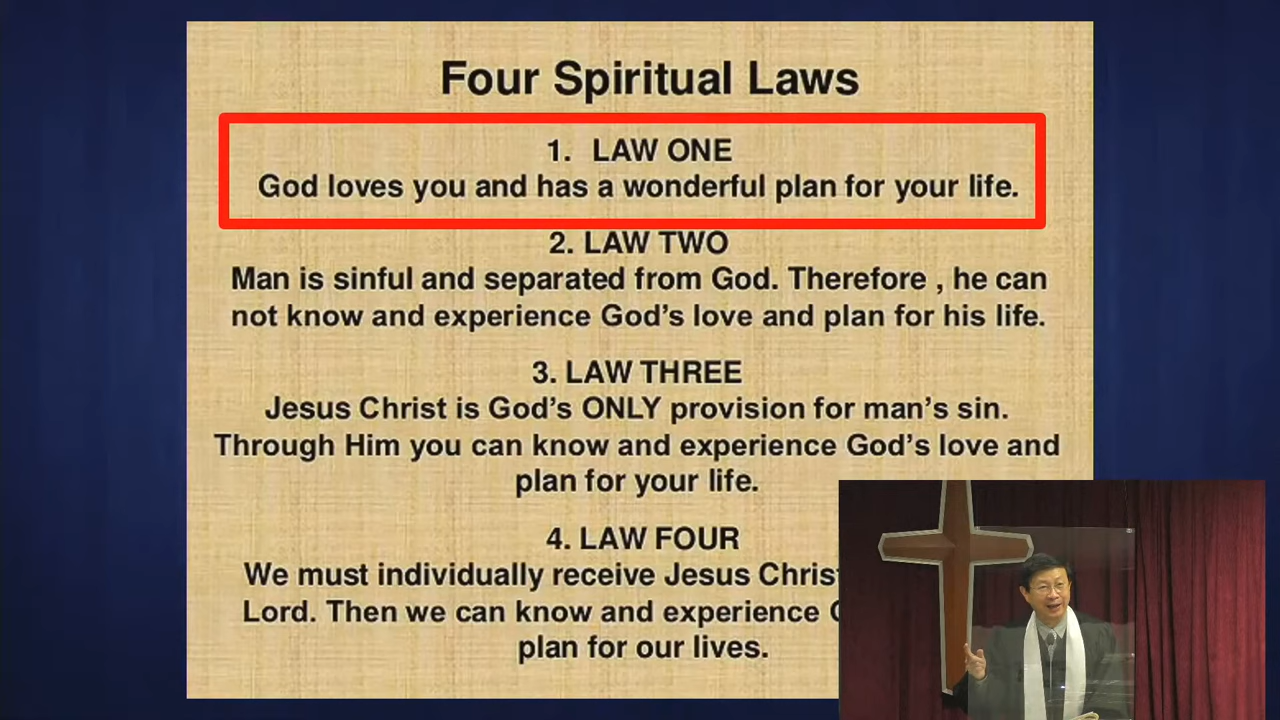 Four Spiritual Laws
1. LAW ONE
God loves you and has a wonderful plan for your life.
2. LAW TWO
Man is sinful and separated from God. Therefore , he can
not know and experience God’s love and plan for his life.
3. LAW THREE
Jesus Christ is God’s ONLY provision for man’s sin.
Through Him you can know and experience God’s love and
plan for your life.
4. LAW FOUR
We must individually receive Jesus
Lord. Then we can know and experience
plan for our lives.